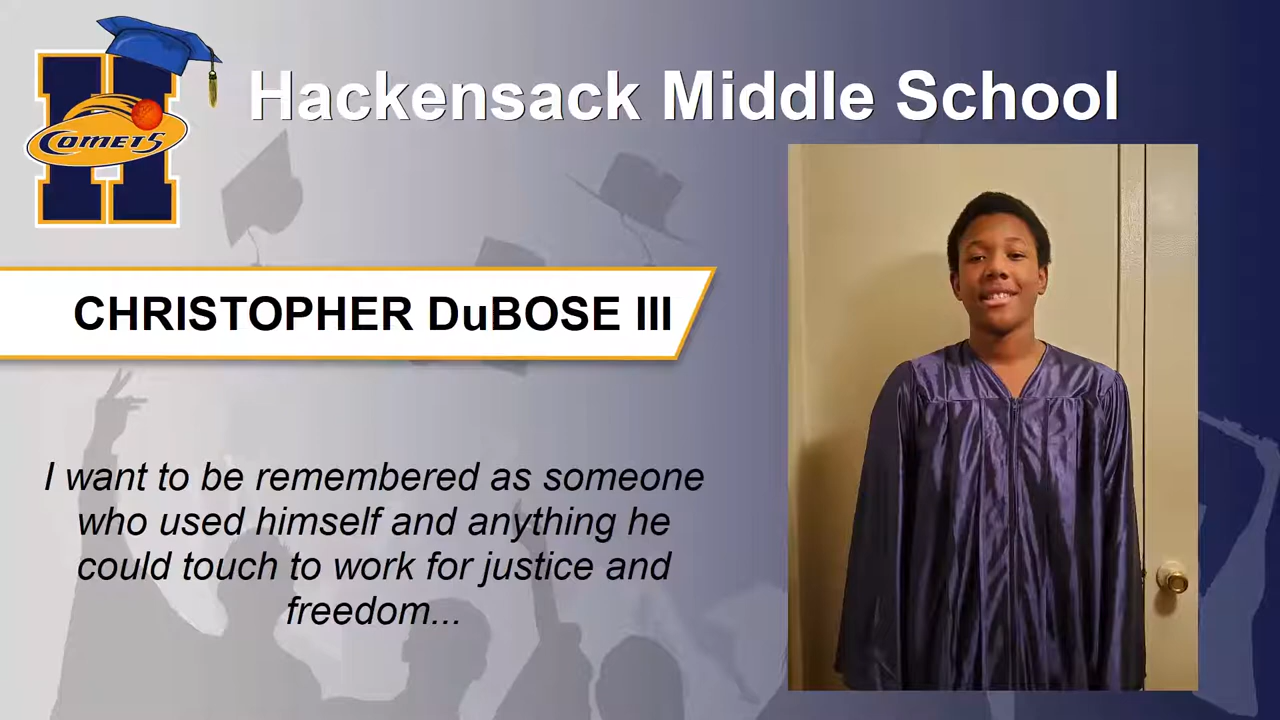 Hackensack Middle School
COMETS
CHRISTOPHER DuBOSE III
I want to be remembered as someone
who used himself and anything he
could touch to work for justice and
freedom...